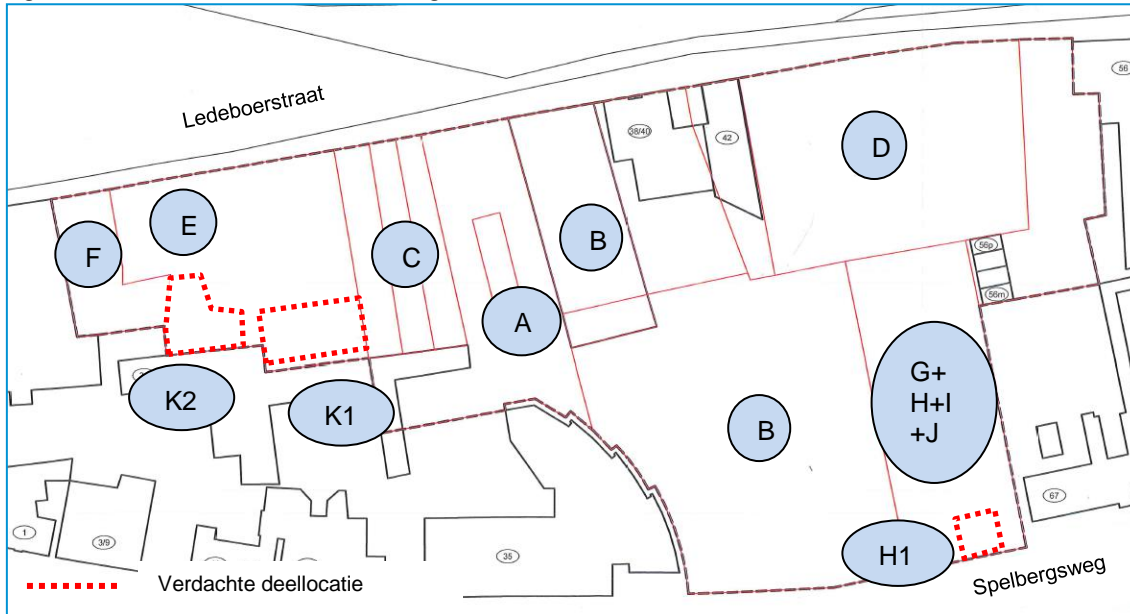 Ledeboerstraat
56
38/40
42
D
E
F
C
B
A
56p
56m
G+
H+I
+J
K2
K1
B
67
1
3/9
35
H1
Spelbergsweg
Verdachte deellocatie